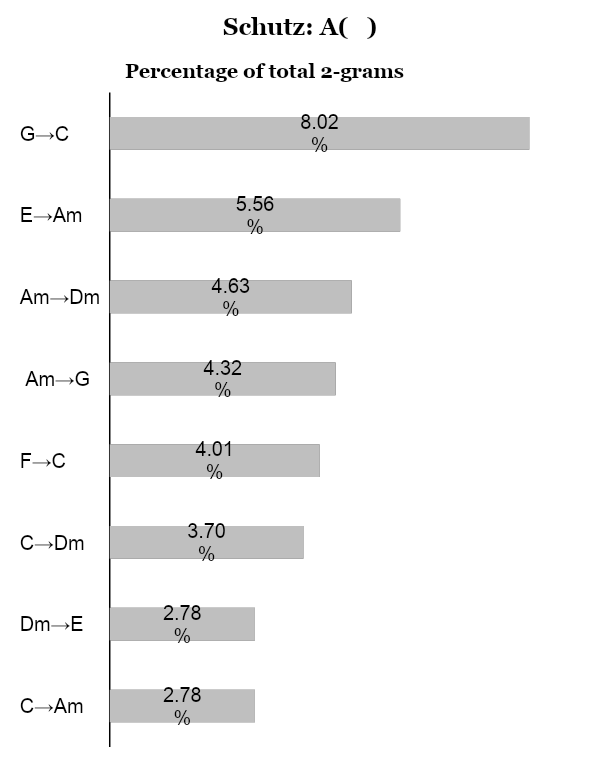 Schutz: A( )
Percentage of total 2-grams
G→C
8.02
%
E→Am
5.56
%
Am→Dm
4.63
%
Am→G
4.32
%
F→C
4.01
%
C→Dm
3.70
%
Dm→E
2.78
%
C→Am
2.78
%